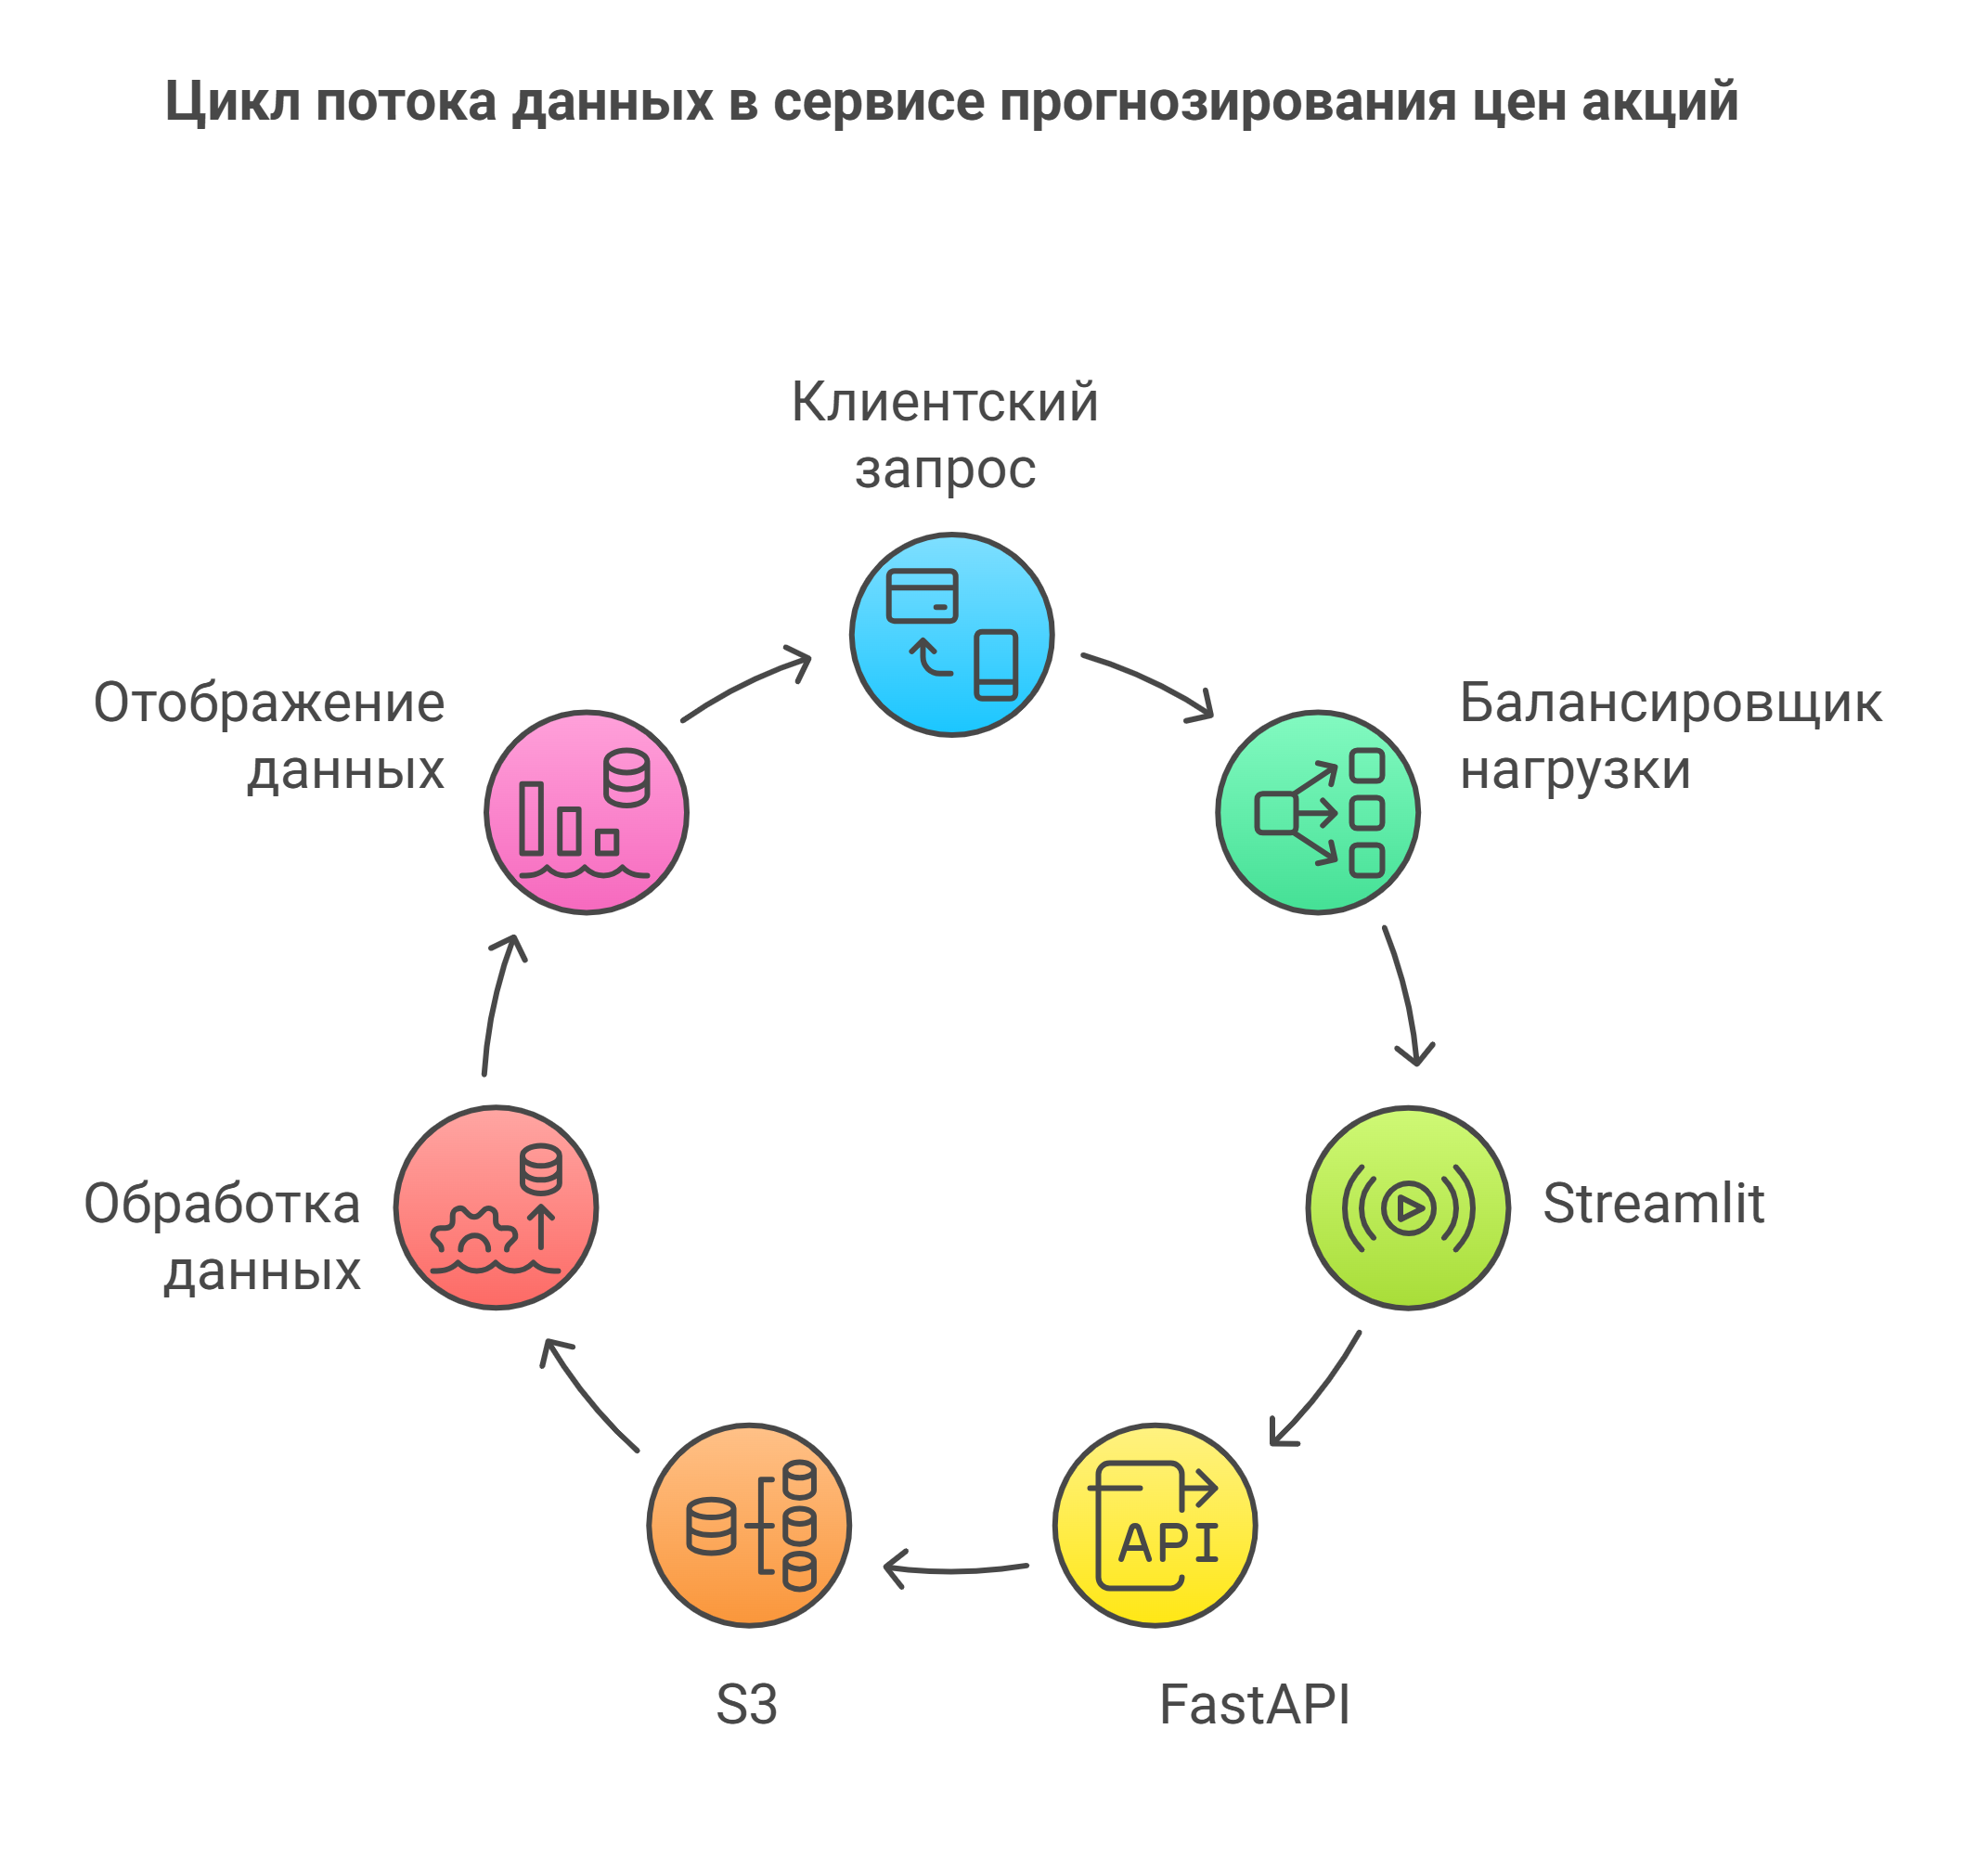 Цикл потока данных в сервисе прогнозирования цен акций
Клиентский
запрос
Балансировщик
нагрузки
Streamlit
API
FastAPI
S3
Обработка
данных
Отображение
данных